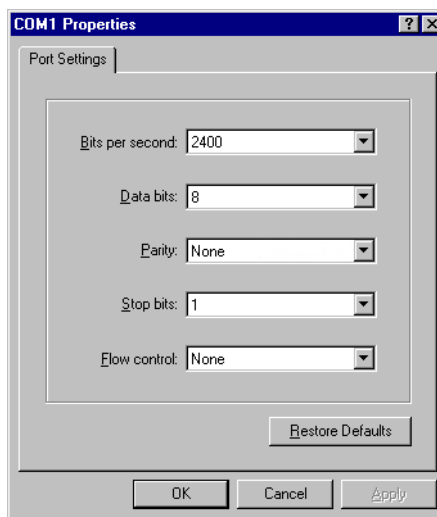 COM1 Properties
Port Settings
Bits per second: 2400
Data bits: 8
Parity: None
Stop bits: 1
Flow control: None
Restore Defaults
OK Cancel Apply